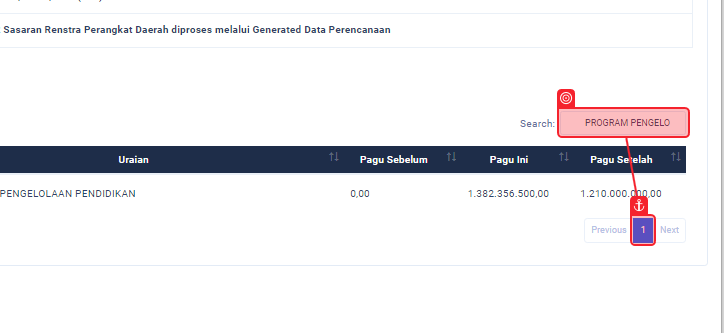 Sasaran Renstra Perangkat Daerah diproses melalui Generated Data Perencanaan
Search: PROGRAM PENGELO
Uraian Pagu Sebelum Pagu Ini Pagu Setelah
PENGELOLAAN PENDIDIKAN 0,00 1.382.356.500,00 1.210.000.000,00
Previous 1 Next